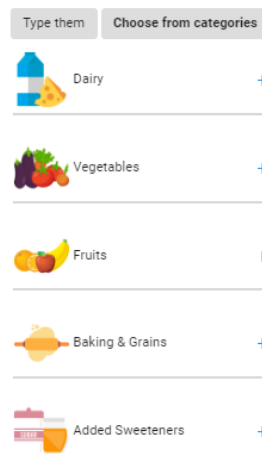 Type them
Choose from categories
Dairy
Vegetables
Fruits
Baking & Grains
Added Sweeteners